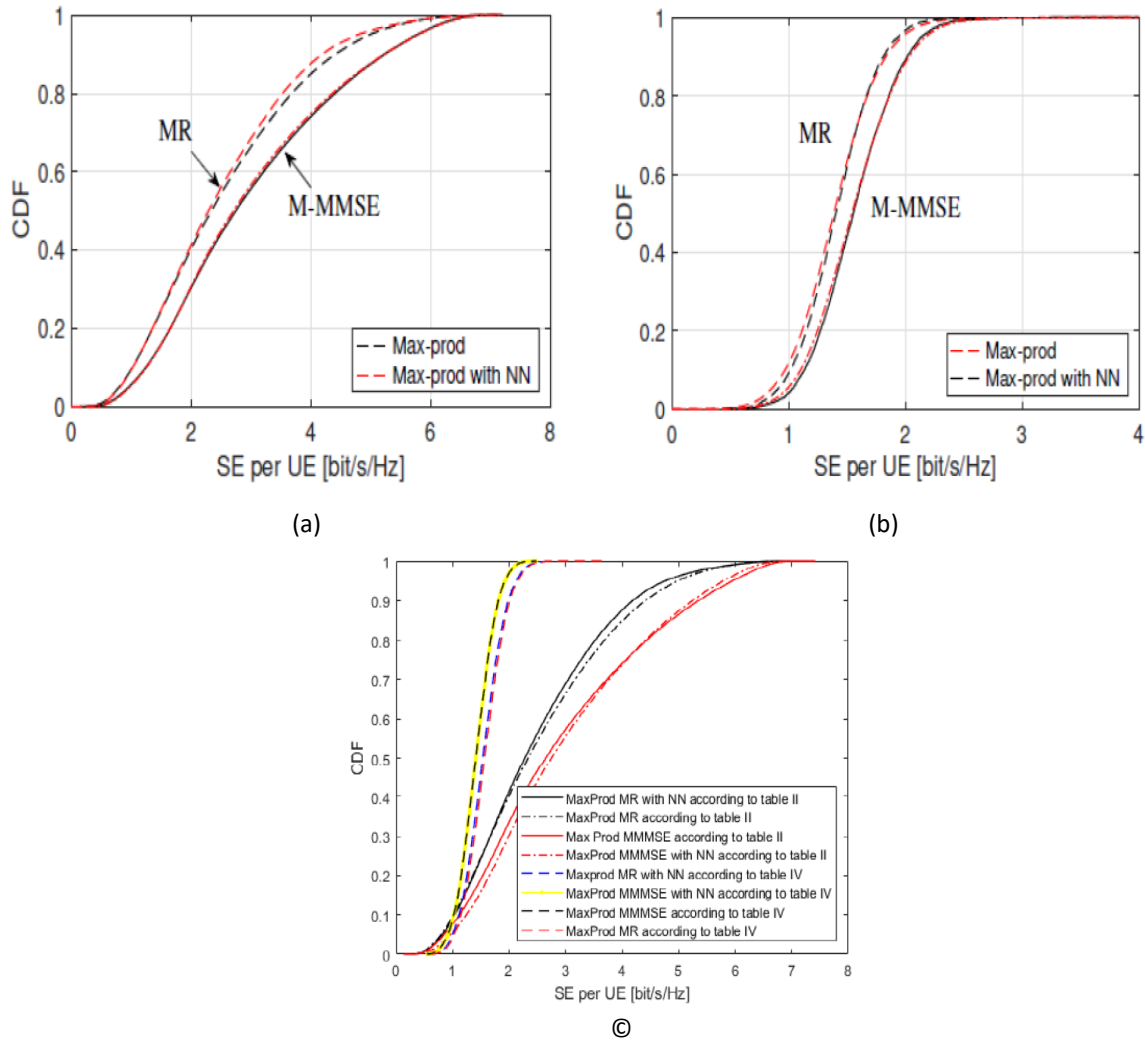 1
0.8
0.6
0.4
0.2
0
CDF
MR
M-MMSE
Max-prod
Max-prod with NN
0 2 4 6 8
SE per UE [bit/s/Hz]
(a)
1
0.8
0.6
0.4
0.2
0
CDF
MR
M-MMSE
Max-prod
Max-prod with NN
0 1 2 3 4
SE per UE [bit/s/Hz]
(b)
1
0.9
0.8
0.7
0.6
0.5
0.4
0.3
0.2
0.1
0
CDF
MaxProd MR with NN according to table II
MaxProd MR according to table II
Max Prod MMMSE according to table II
MaxProd MMMSE with NN according to table II
Maxprod MR with NN according to table IV
MaxProd MMMSE with NN according to table IV
MaxProd MMMSE according to table IV
MaxProd MR according to table IV
0 1 2 3 4 5 6 7 8
SE per UE [bit/s/Hz]
©